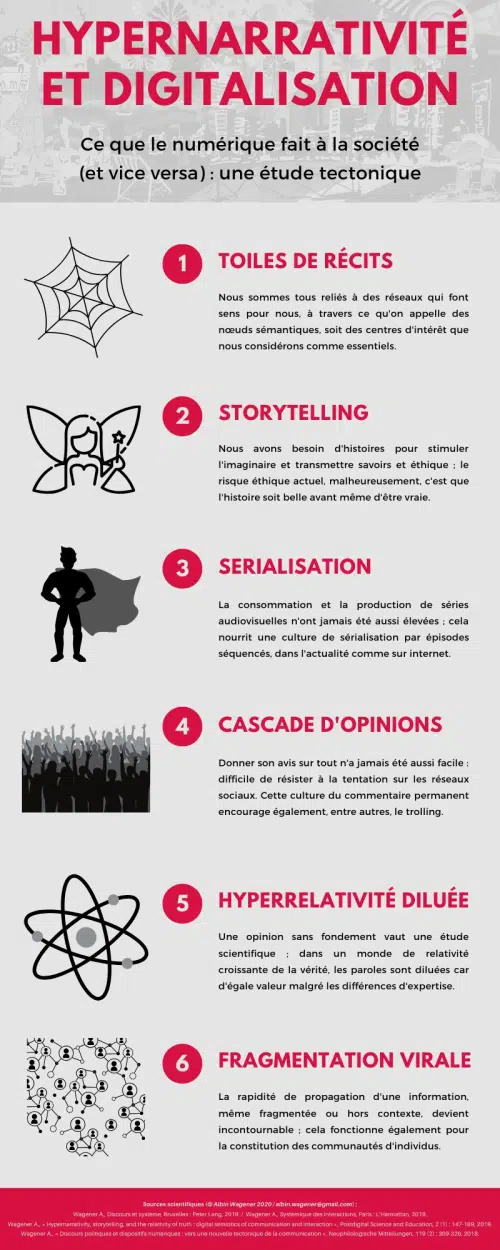 HYPERNARRATIVITÉ
ET DIGITALISATION
Ce que le numérique fait à la société
(et vice versa) : une étude tectonique
1
TOILES DE RÉCITS
Nous sommes tous reliés à des réseaux qui font
sens pour nous, à travers ce qu'on appelle des
nœuds sémantiques, soit des centres d'intérêt que
nous considérons comme essentiels.
2
STORYTELLING
Nous avons besoin d'histoires pour stimuler
l'imaginaire et transmettre savoirs et éthique ; le
risque éthique actuel, malheureusement, c'est que
l'histoire soit belle avant même d'être vraie.
3
SERIALISATION
La consommation et la production de séries
audiovisuelles n'ont jamais été aussi élevées ; cela
nourrit une culture de sérialisation par épisodes
séquencés, dans l'actualité comme sur internet.
4
CASCADE D'OPINIONS
Donner son avis sur tout n'a jamais été aussi facile :
difficile de résister à la tentation sur les réseaux
sociaux. Cette culture du commentaire permanent
encourage également, entre autres, le trolling.
5
HYPERRELATIVITÉ DILUÉE
Une opinion sans fondement vaut une étude
scientifique ; dans un monde de relativité
croissante de la vérité, les paroles sont diluées car
d'égale valeur malgré les différences d'expertise.
6
FRAGMENTATION VIRALE
La rapidité de propagation d'une information,
même fragmentée ou hors contexte, devient
incontournable ; cela fonctionne également pour
la constitution des communautés d'individus.
Sources scientifiques (© Albin Wagener 2020 / albin.wagener@gmail.com) :
Wagener A., Discours et système, Bruxelles : Peter Lang, 2019 / Wagener A., Systémique des interactions, Paris : L'Harmattan, 2019.
Wagener A., « Hypernarrativity, storytelling, and the relativity of truth : digital semiotics of communication and interaction », Postdigital Science and Education, 2 (1) : 147-169, 2019.
Wagener A., « Discours politiques et dispositifs numériques : vers une nouvelle tectonique de la communication », Neuphilologische Mitteilungen, 119 (2) : 309-326, 2018.